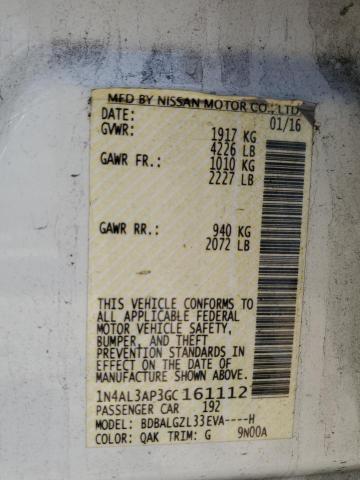 MFD BY NISSAN MOTOR CO., LTD
DATE: 01/16
GVWR: 1917 KG
4226 LB
GAWR FR.: 1010 KG
2227 LB
GAWR RR.: 940 KG
2072 LB
THIS VEHICLE CONFORMS TO
ALL APPLICABLE FEDERAL
MOTOR VEHICLE SAFETY,
BUMPER, AND THEFT
PREVENTION STANDARDS IN
EFFECT ON THE DATE OF
MANUFACTURE SHOWN ABOVE.
1N4AL3AP3GC161112
PASSENGER CAR 192
MODEL: BDBALGZL33EVA----H
COLOR: QAK TRIM: G 9N00A